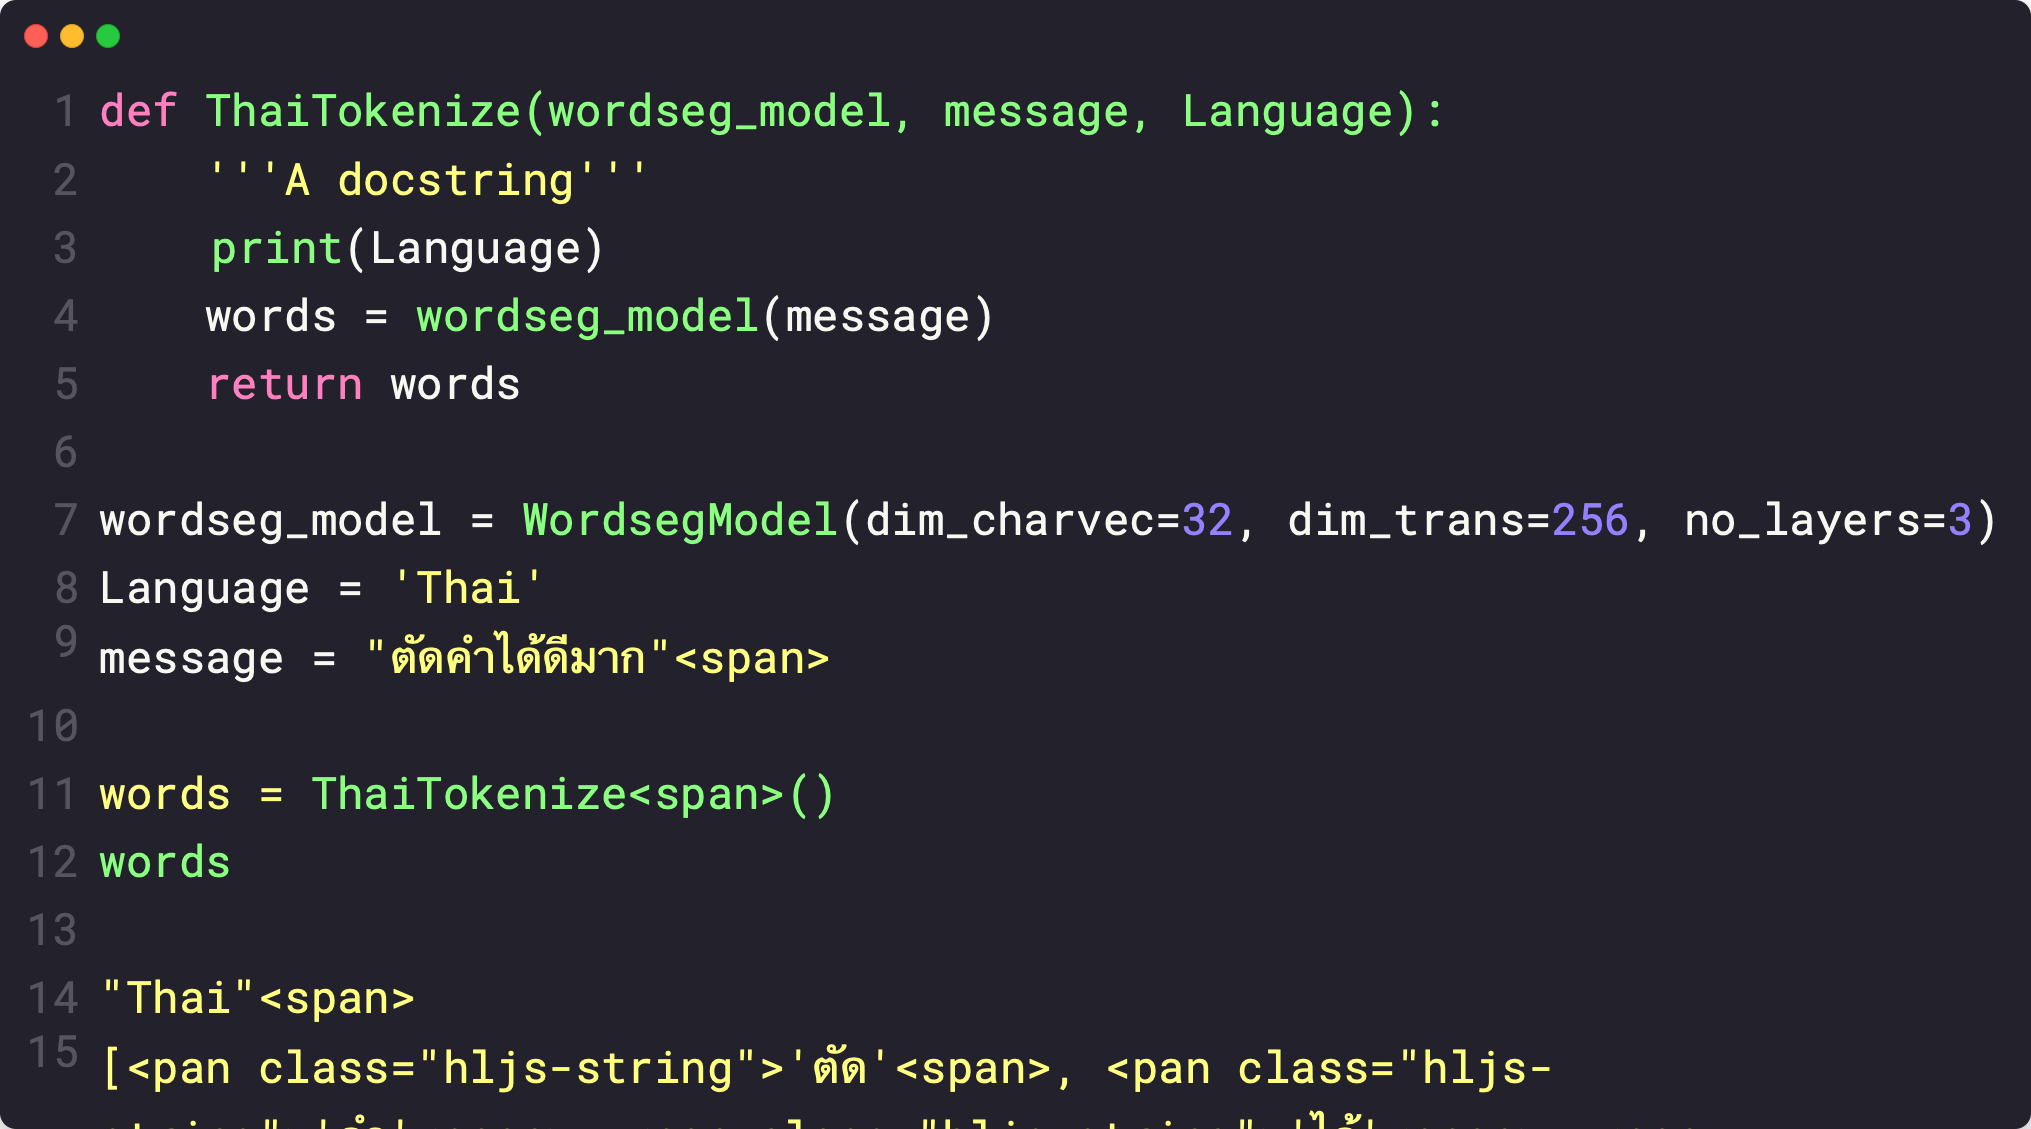 1 def ThaiTokenize(wordseg_model, message, Language):
2 '''A docstring'''
3 print(Language)
4 words = wordseg_model(message)
5 return words
6
7 wordseg_model = WordsegModel(dim_charvec=32, dim_trans=256, no_layers=3)
8 Language = 'Thai'
9 message = "ตัดคำได้ดีมาก"<span>
10
11 words = ThaiTokenize<span>()
12 words
13
14 "Thai"<span>
15 [<pan class="hljs-string">'ตัด'<span>, <pan class="hljs-